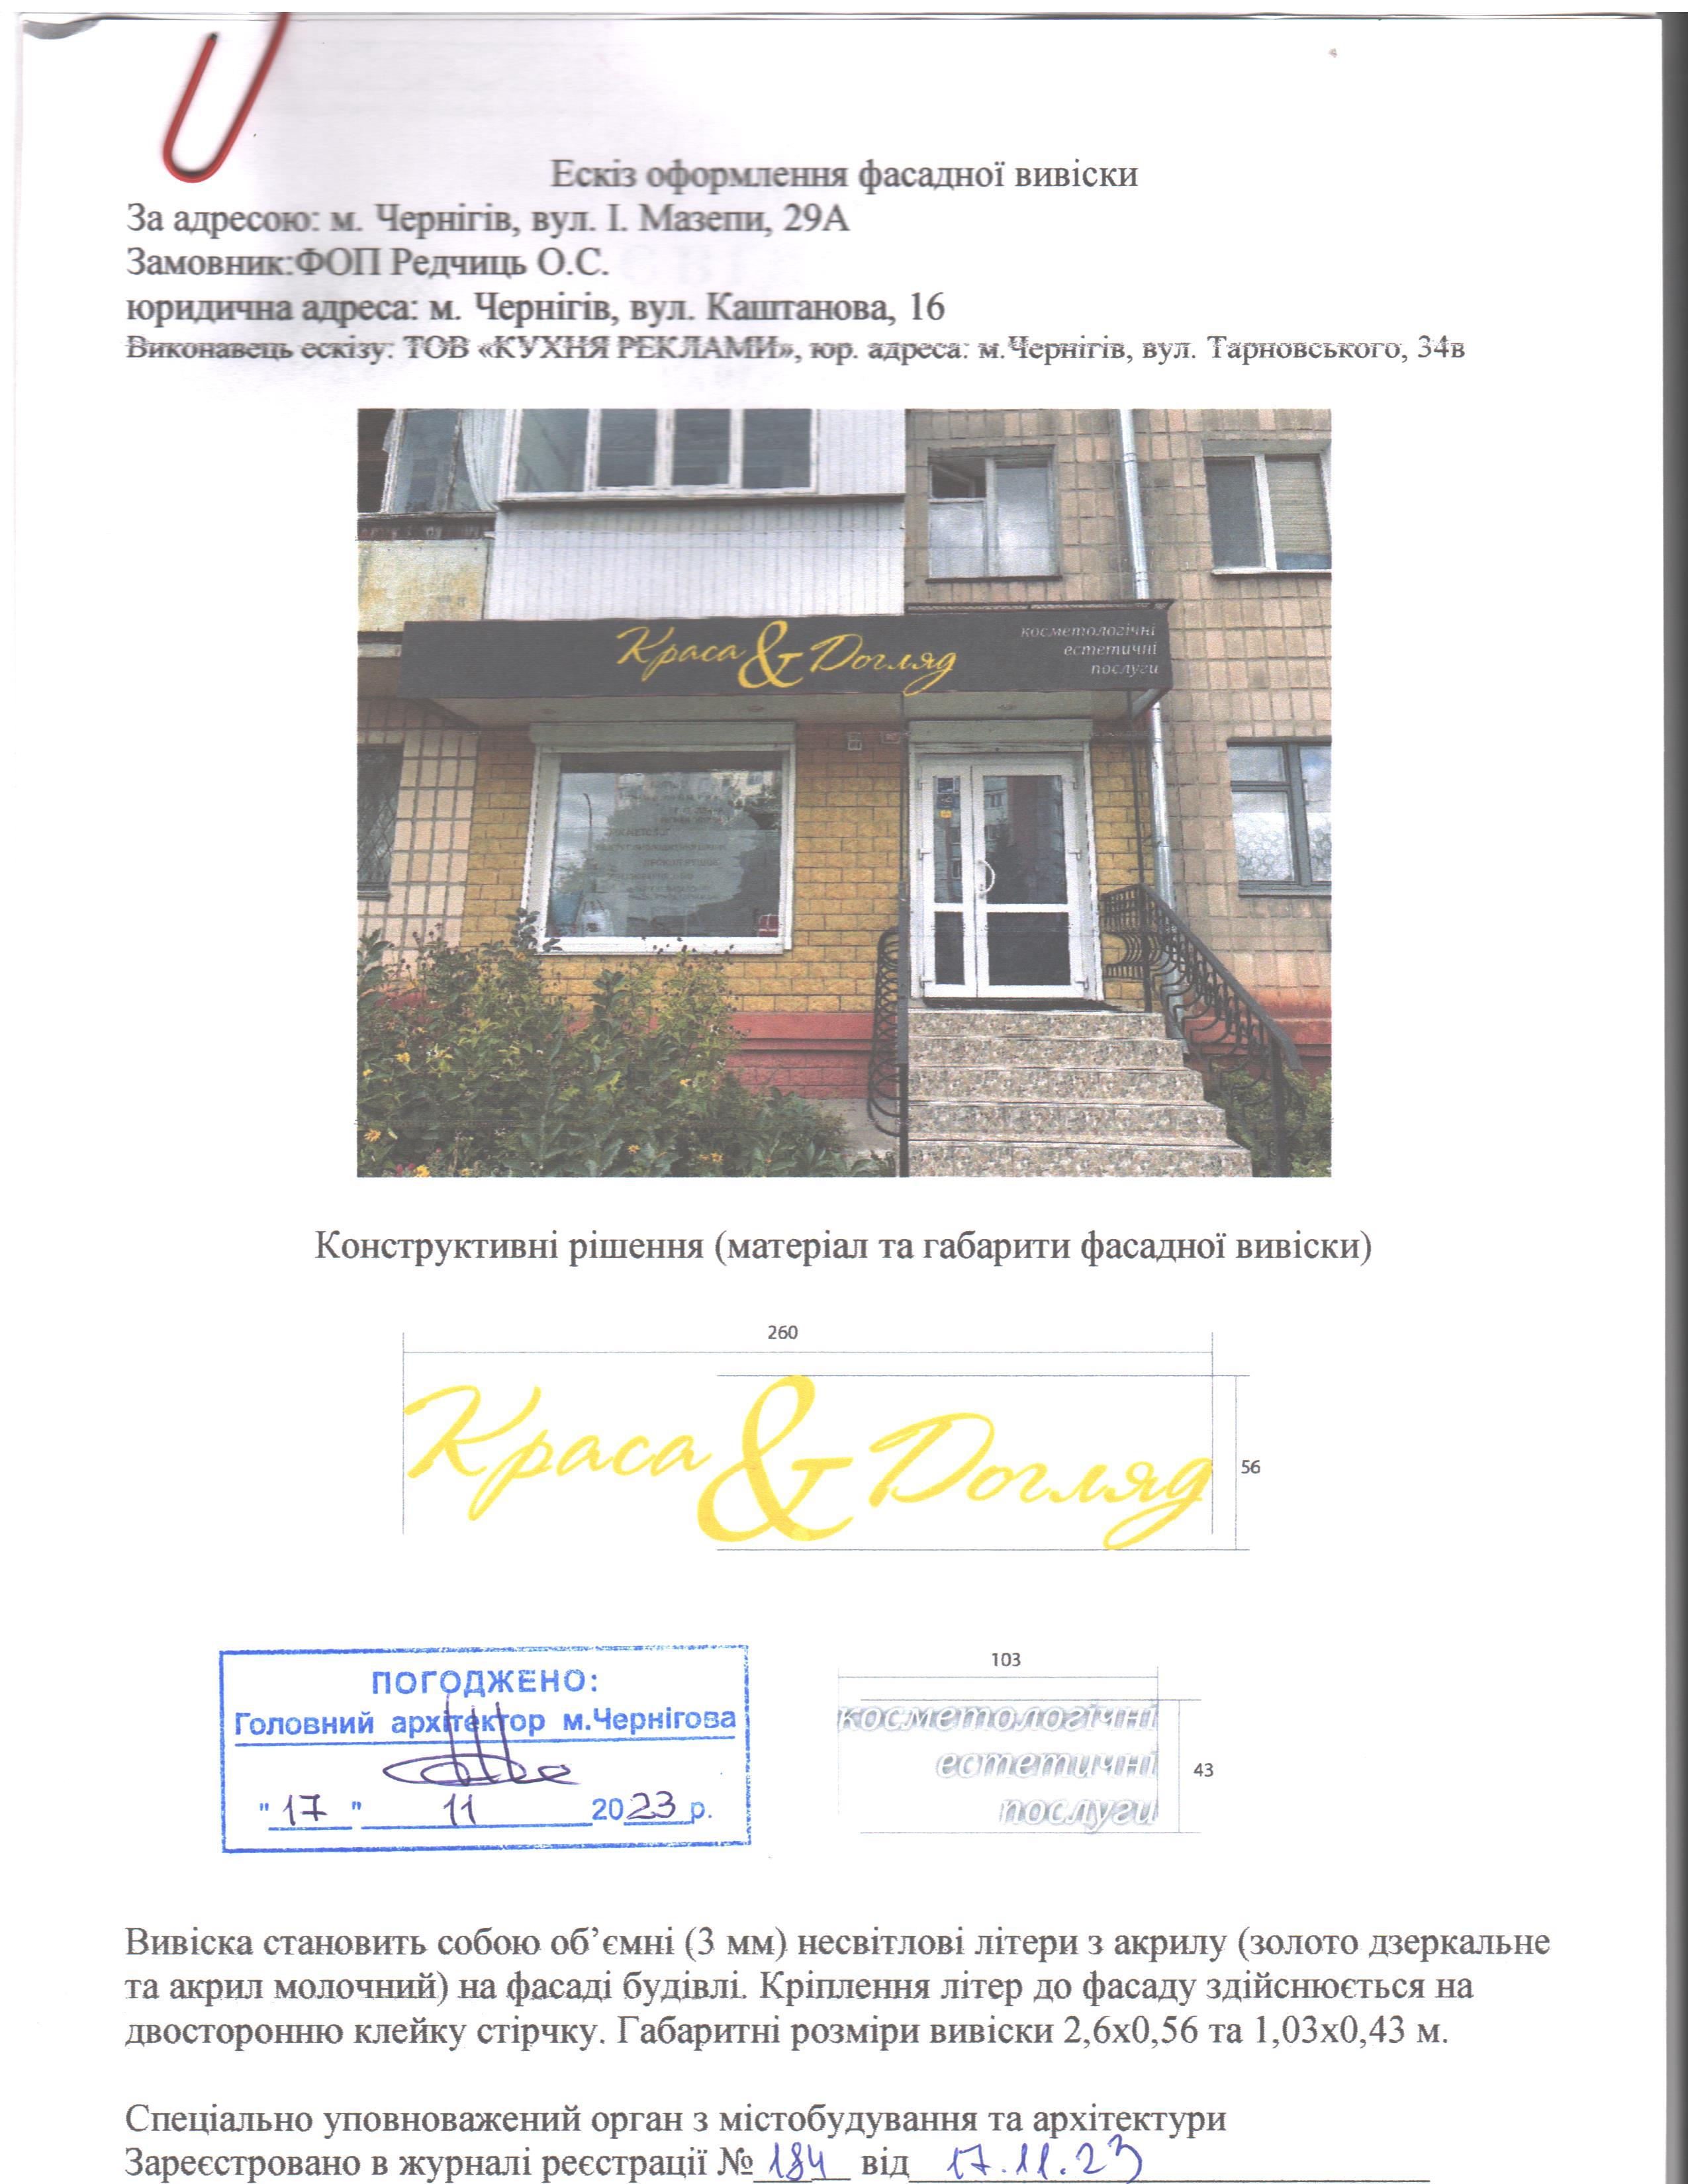 Ескіз оформлення фасадної вивіски
За адресою: м. Чернігів, вул. І. Мазепи, 29А
Замовник:ФОП Редчиць О.С.
юридична адреса: м. Чернігів, вул. Каштанова, 16
Виконавець ескізу: ТОВ «КУХНЯ РЕКЛАМИ», юр. адреса: м.Чернігів, вул. Тарновського, 34в
Краса & Догляд
косметологічні
естетичні
послуги
Конструктивні рішення (матеріал та габарити фасадної вивіски)
260
Краса & Догляд
56
ПОГОДЖЕНО:
Головний архітектор м.Чернігова
"17" 11 2023 р.
103
косметологічні
естетичні
43
послуги
Вивіска становить собою об’ємні (3 мм) несвітлові літери з акрилу (золото дзеркальне
та акрил молочний) на фасаді будівлі. Кріплення літер до фасаду здійснюється на
двосторонню клейку стірчку. Габаритні розміри вивіски 2,6х0,56 та 1,03х0,43 м.
Спеціально уповноважений орган з містобудування та архітектури
Зареєстровано в журналі реєстрації № 184 від 17.11.23